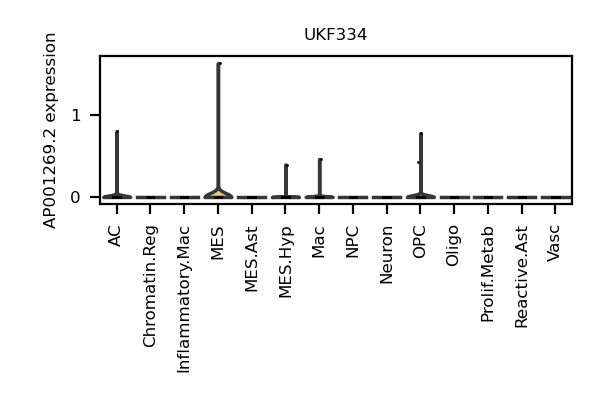 UKF334
AP001269.2 expression
1
0
AC
Chromatin.Reg
Inflammatory.Mac
MES
MES.Ast
MES.Hyp
Mac
NPC
Neuron
OPC
Oligo
Prolif.Metab
Reactive.Ast
Vasc